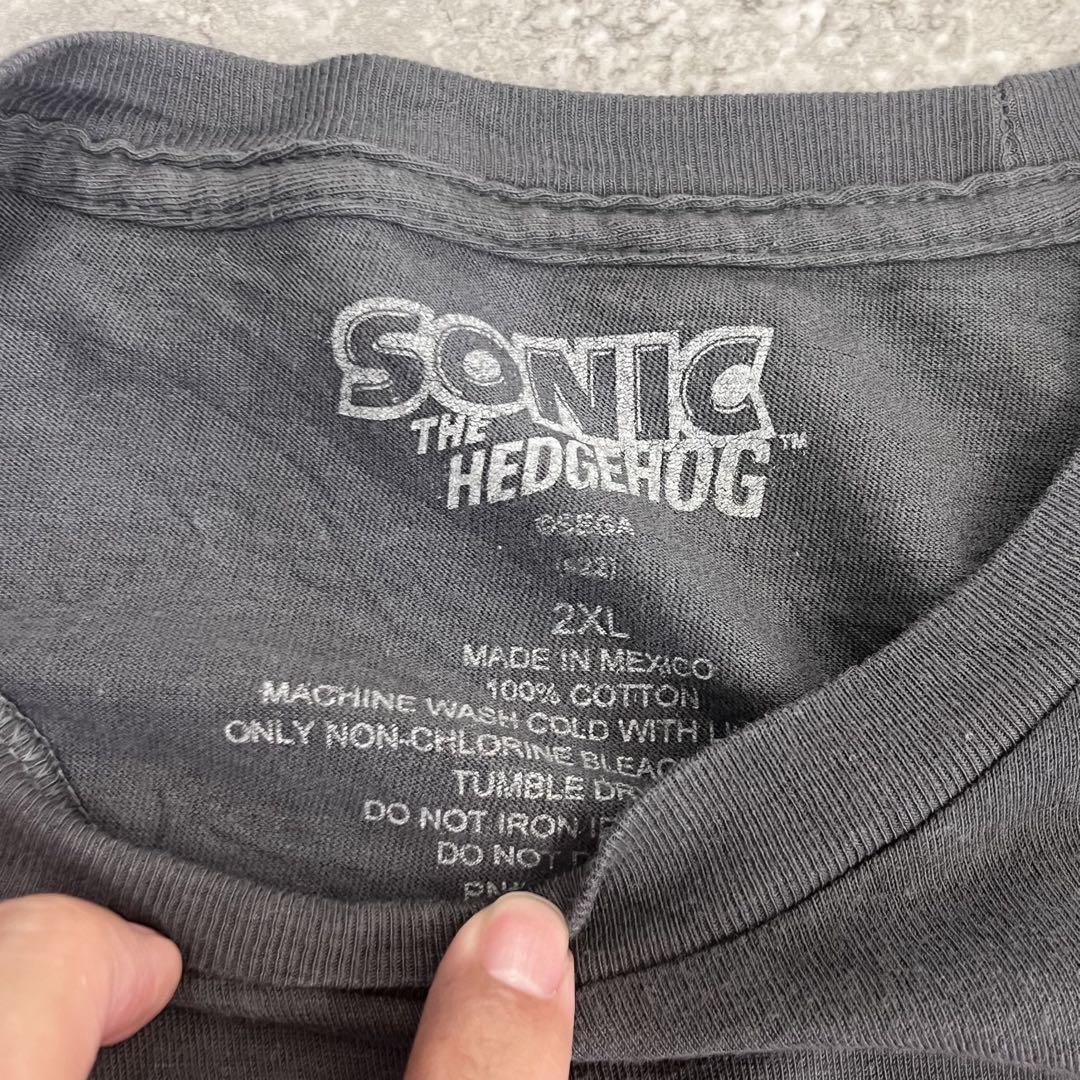 SONIC
THE
HEDGEHOG™
©SEGA
2XL
MADE IN MEXICO
100% COTTON
MACHINE WASH COLD WITH
ONLY NON-CHLORINE
TUMBLE
DO NOT IRON
DO NOT